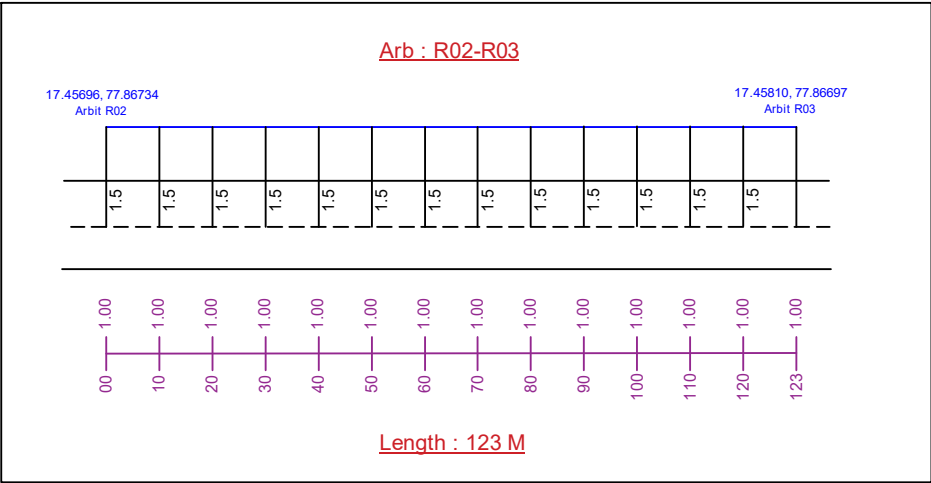 Arb : R02-R03
17.45696, 77.86734
Arbit R02
17.45810, 77.86697
Arbit R03
1.5 1.5 1.5 1.5 1.5 1.5 1.5 1.5 1.5 1.5 1.5 1.5 1.5
1.00 1.00 1.00 1.00 1.00 1.00 1.00 1.00 1.00 1.00 1.00 1.00 1.00 1.00
00 10 20 30 40 50 60 70 80 90 100 110 120 123
Length : 123 M